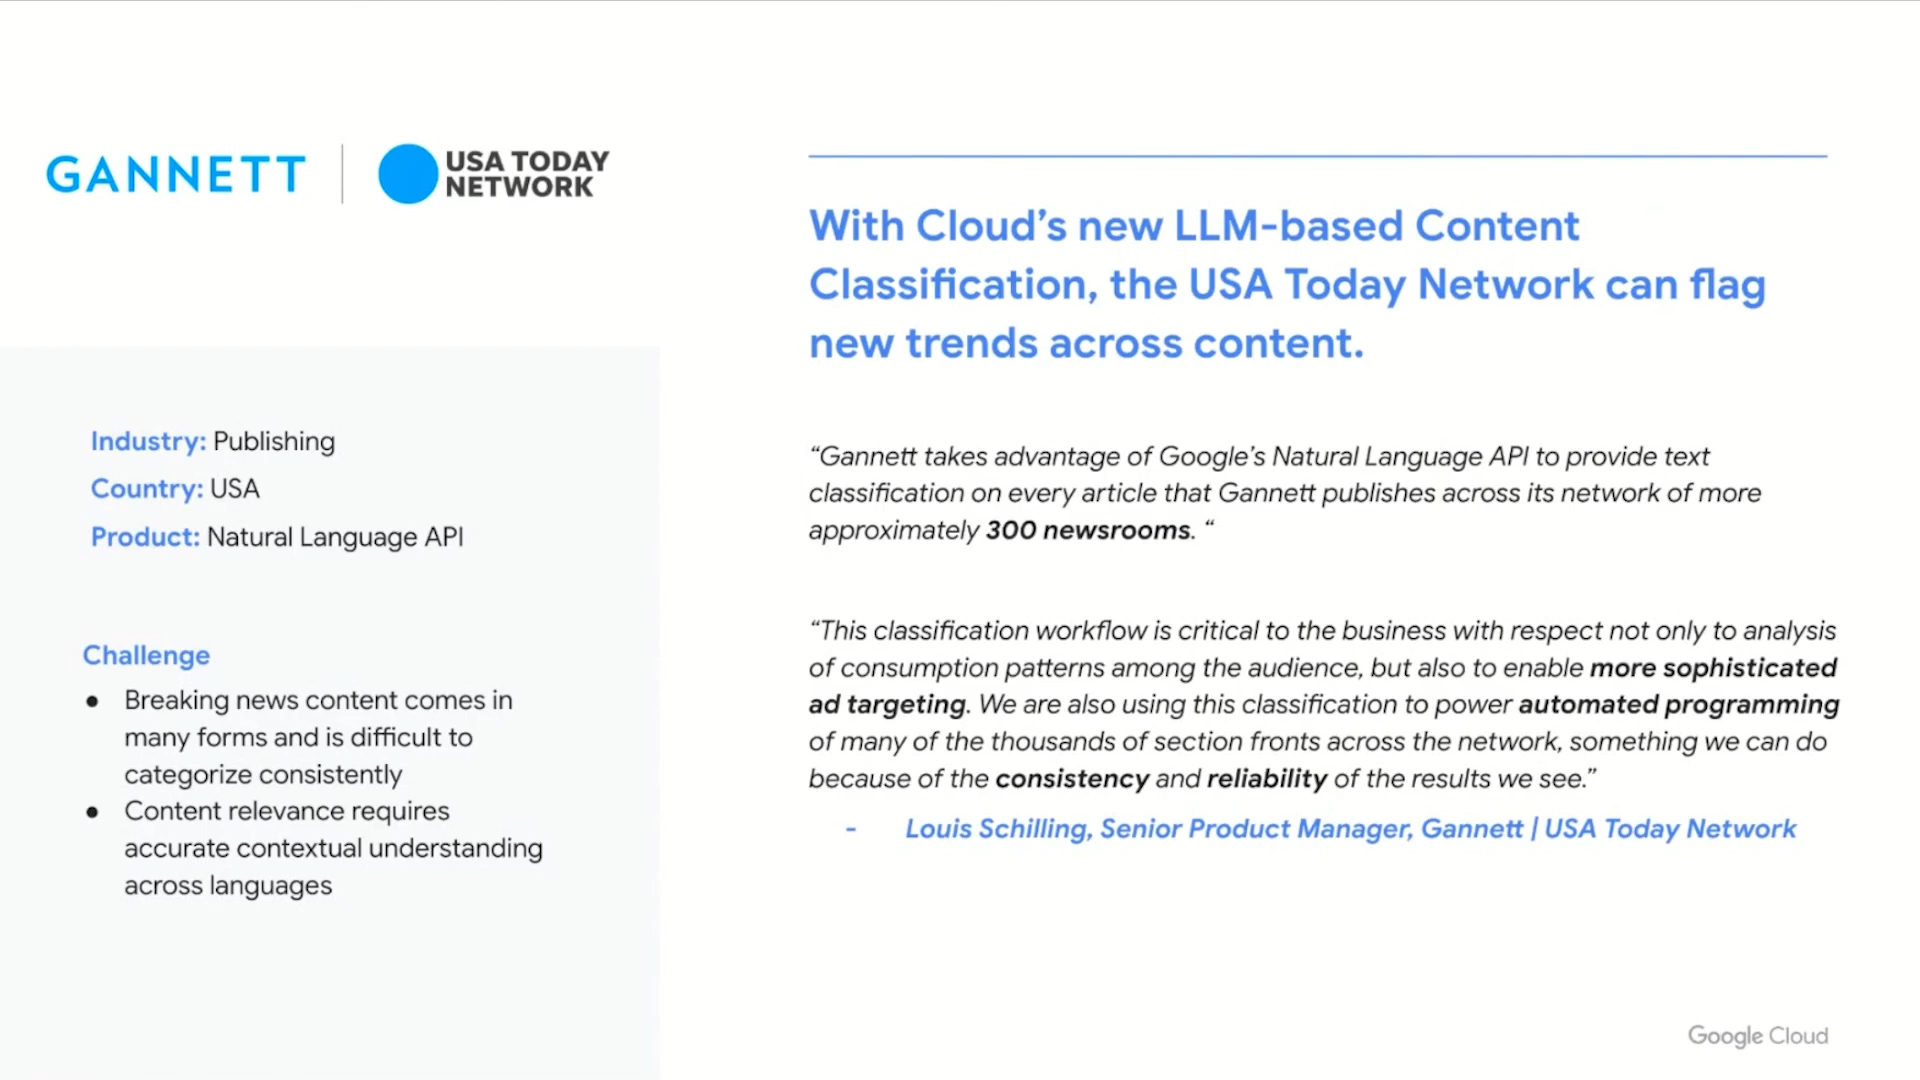 GANNETT
USA TODAY
NETWORK
Industry: Publishing
Country: USA
Product: Natural Language API
Challenge
● Breaking news content comes in
many forms and is difficult to
categorize consistently
● Content relevance requires
accurate contextual understanding
across languages
With Cloud’s new LLM-based Content
Classification, the USA Today Network can flag
new trends across content.
“Gannett takes advantage of Google’s Natural Language API to provide text
classification on every article that Gannett publishes across its network of more
approximately 300 newsrooms. “
“This classification workflow is critical to the business with respect not only to analysis
of consumption patterns among the audience, but also to enable more sophisticated
ad targeting. We are also using this classification to power automated programming
of many of the thousands of section fronts across the network, something we can do
because of the consistency and reliability of the results we see.”
- Louis Schilling, Senior Product Manager, Gannett | USA Today Network
Google Cloud